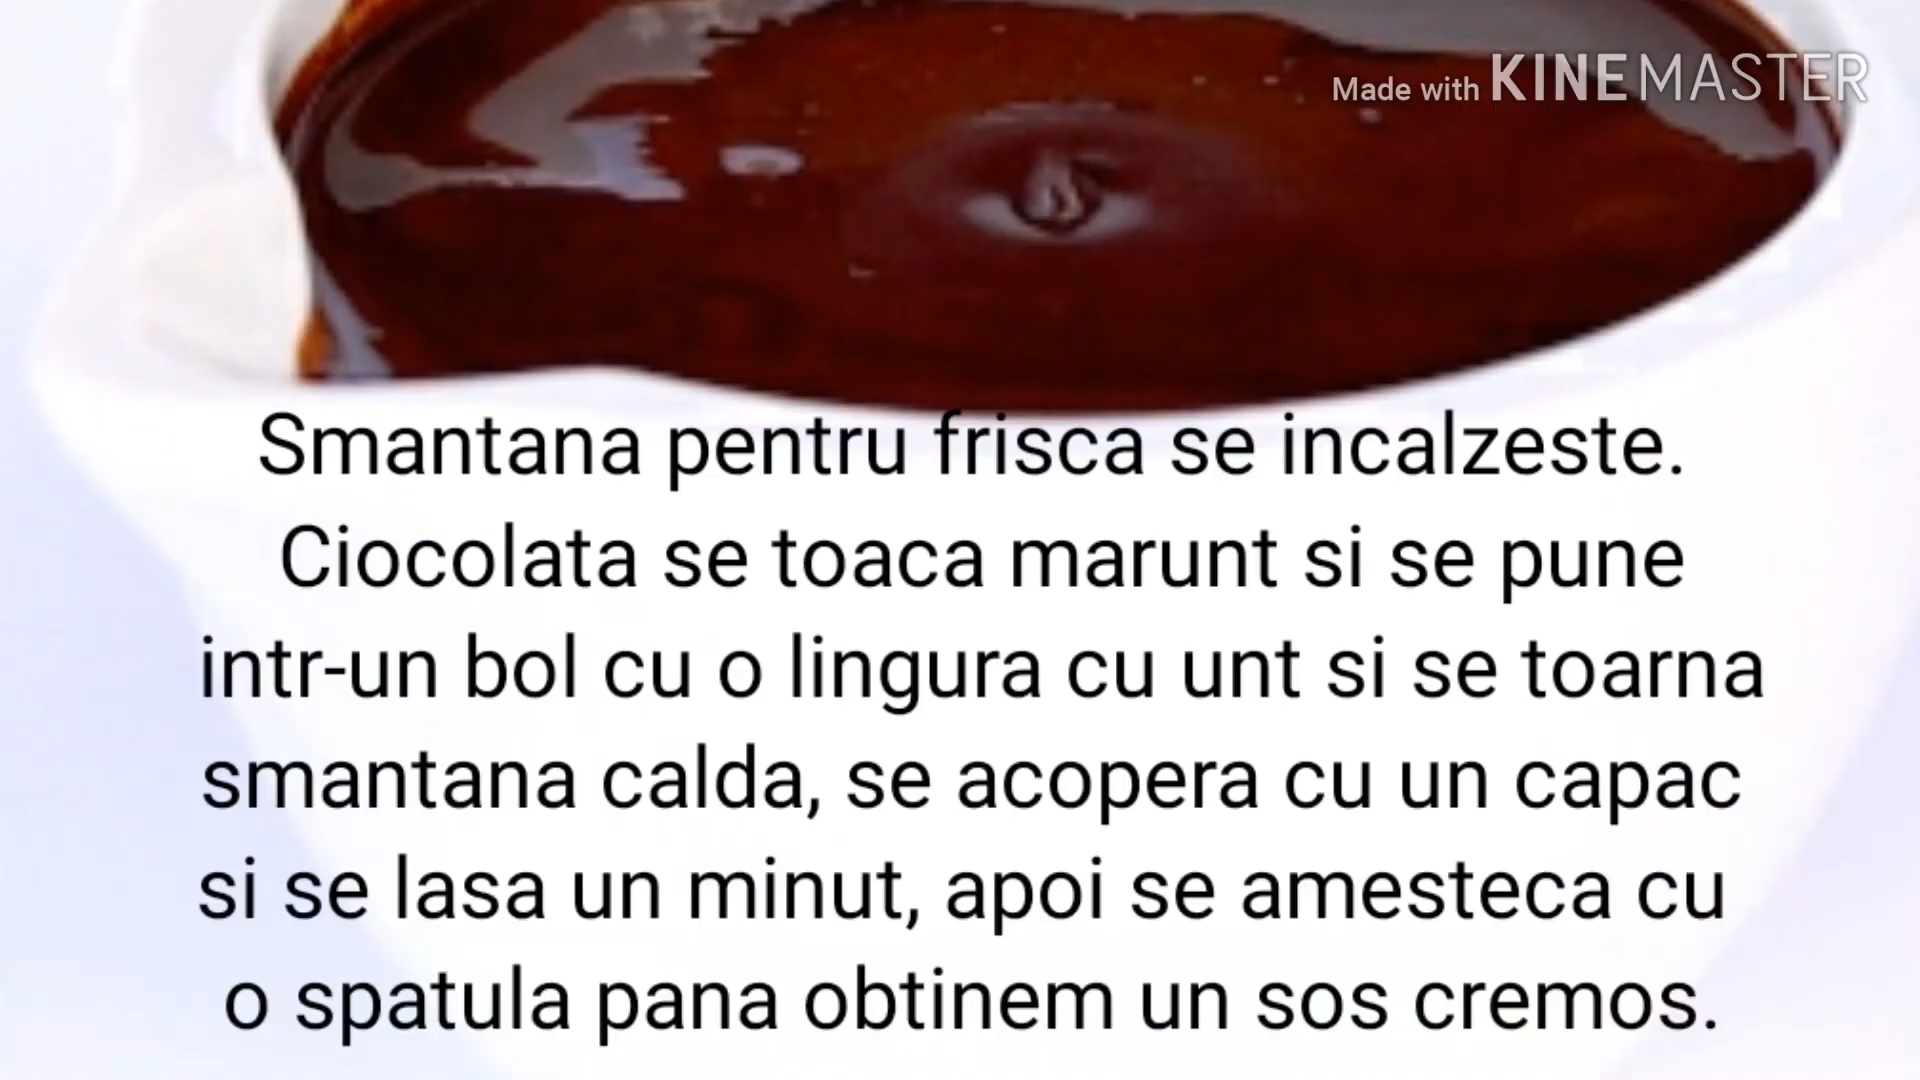 Made with KINEMASTER
Smantana pentru frisca se incalzeste.
Ciocolata se toaca marunt si se pune
intr-un bol cu o lingura cu unt si se toarna
smantana calda, se acopera cu un capac
si se lasa un minut, apoi se amesteca cu
o spatula pana obtinem un sos cremos.